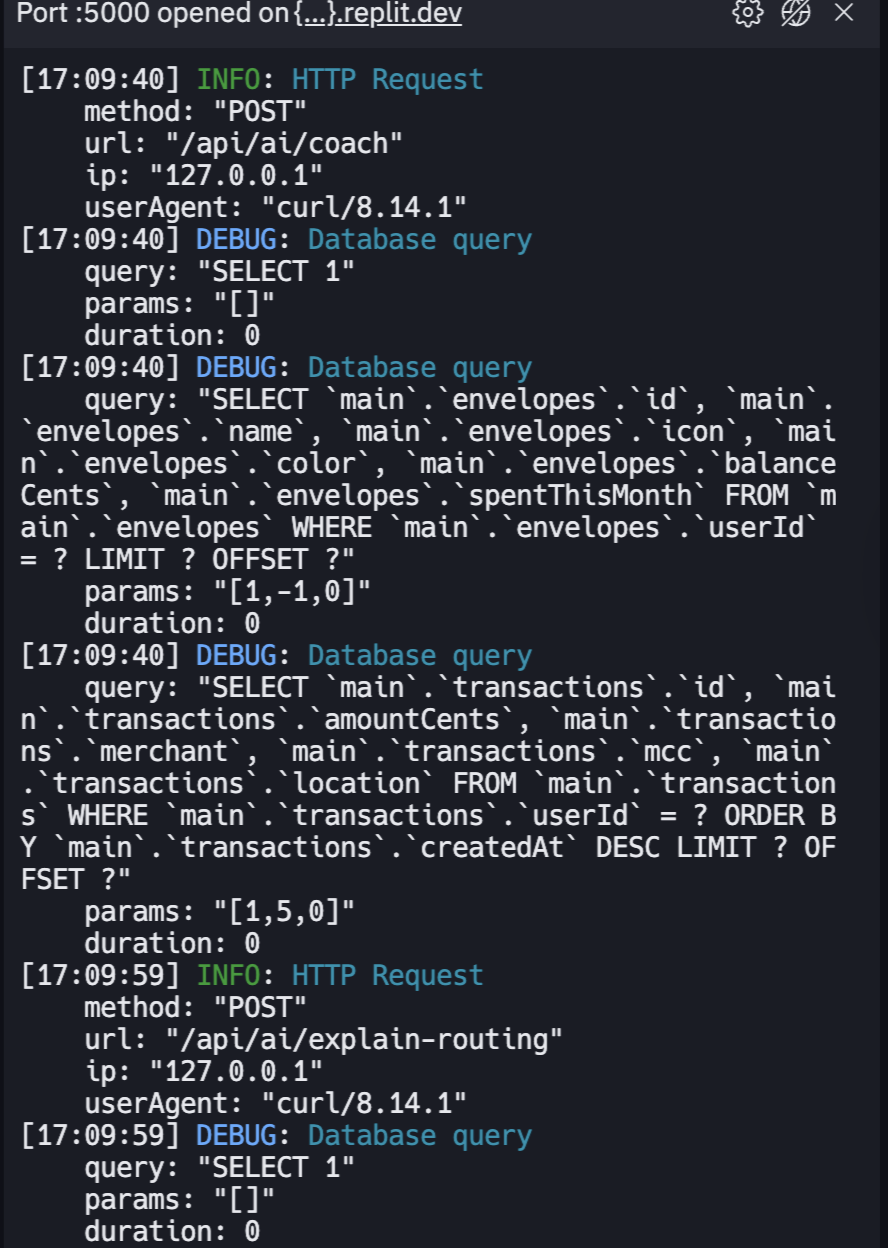 Port :5000 opened on {...}.replit.dev
[17:09:40] INFO: HTTP Request
    method: "POST"
    url: "/api/ai/coach"
    ip: "127.0.0.1"
    userAgent: "curl/8.14.1"
[17:09:40] DEBUG: Database query
    query: "SELECT 1"
    params: "[]"
    duration: 0
[17:09:40] DEBUG: Database query
    query: "SELECT `main`.`envelopes`.`id`, `main`.
`envelopes`.`name`, `main`.`envelopes`.`icon`, `mai
n`.`envelopes`.`color`, `main`.`envelopes`.`balance
Cents`, `main`.`envelopes`.`spentThisMonth` FROM `m
ain`.`envelopes` WHERE `main`.`envelopes`.`userId`
= ? LIMIT ? OFFSET ?"
    params: "[1,-1,0]"
    duration: 0
[17:09:40] DEBUG: Database query
    query: "SELECT `main`.`transactions`.`id`, `mai
n`.`transactions`.`amountCents`, `main`.`transactio
ns`.`merchant`, `main`.`transactions`.`mcc`, `main`
.`transactions`.`location` FROM `main`.`transaction
s` WHERE `main`.`transactions`.`userId` = ? ORDER B
Y `main`.`transactions`.`createdAt` DESC LIMIT ? OF
FSET ?"
    params: "[1,5,0]"
    duration: 0
[17:09:59] INFO: HTTP Request
    method: "POST"
    url: "/api/ai/explain-routing"
    ip: "127.0.0.1"
    userAgent: "curl/8.14.1"
[17:09:59] DEBUG: Database query
    query: "SELECT 1"
    params: "[]"
    duration: 0